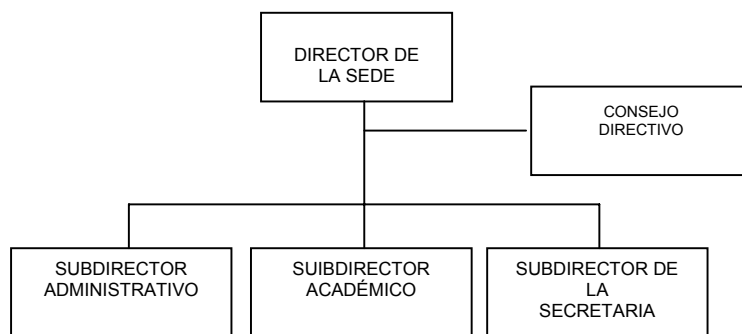 DIRECTOR DE
LA SEDE
CONSEJO
DIRECTIVO
SUBDIRECTOR
ADMINISTRATIVO
SUIBDIRECTOR
ACADÉMICO
SUBDIRECTOR DE
LA
SECRETARIA